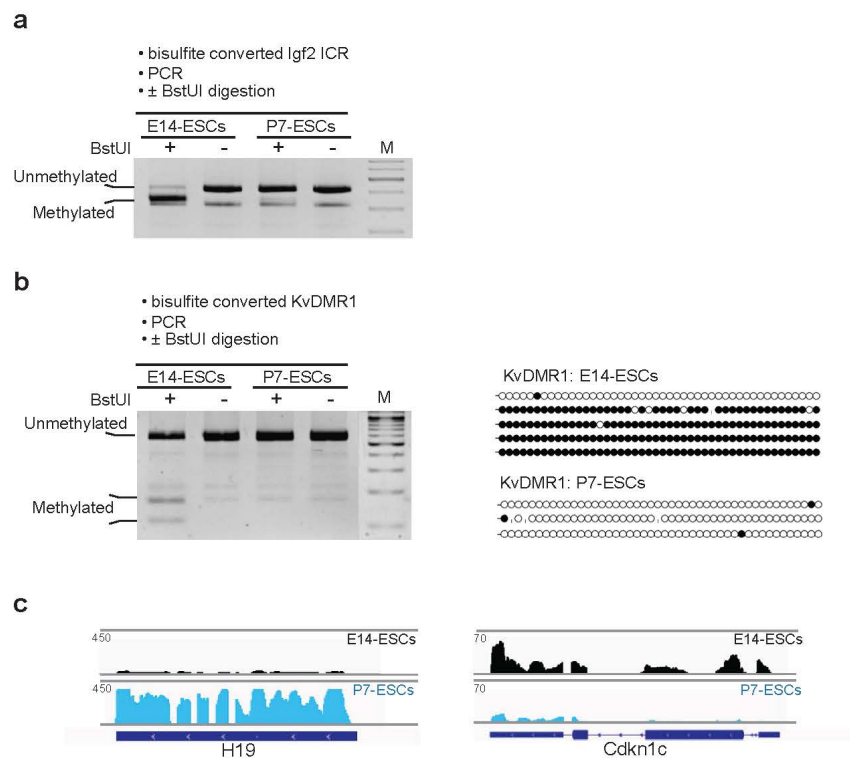 a
• bisulfite converted Igf2 ICR
• PCR
• ± BstUI digestion
E14-ESCs P7-ESCs
BstUI + - + - M
Unmethylated
Methylated
b
• bisulfite converted KvDMR1
• PCR
• ± BstUI digestion
E14-ESCs P7-ESCs
BstUI + - + - M
Unmethylated
Methylated
KvDMR1: E14-ESCs
KvDMR1: P7-ESCs
c
450 E14-ESCs
450 P7-ESCs
H19
70 E14-ESCs
70 P7-ESCs
Cdkn1c